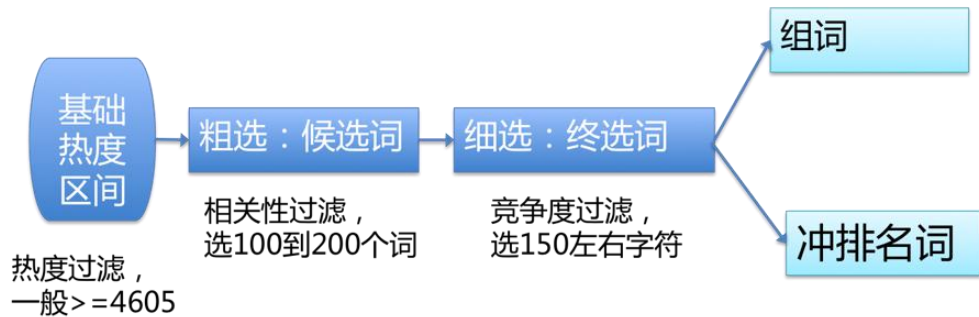 基础
热度
区间
热度过滤，
一般>=4605
粗选：候选词
相关性过滤，
选100到200个词
细选：终选词
竞争度过滤，
选150左右字符
组词
冲排名词